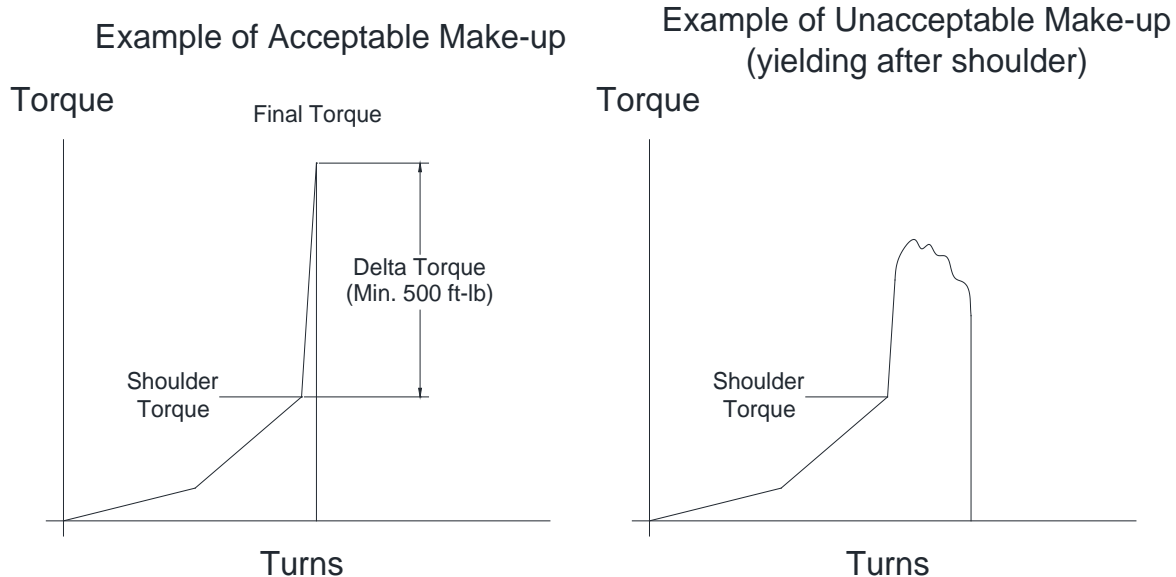 Example of Acceptable Make-up
Torque
Final Torque
Delta Torque
(Min. 500 ft-lb)
Shoulder
Torque
Turns
Example of Unacceptable Make-up
(yielding after shoulder)
Torque
Shoulder
Torque
Turns